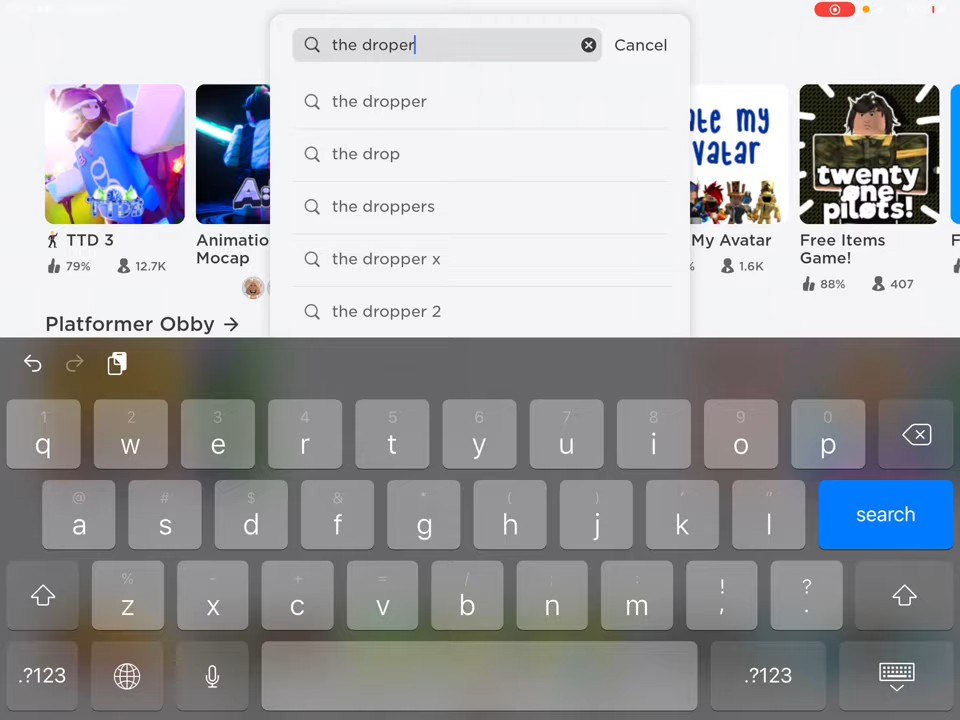 the droper
Cancel
the dropper
the drop
the droppers
the dropper x
the dropper 2
TTD3
ate my
vatar
twenty
one
pilots!
TTD 3
79% 12.7K
Animatio
Mocap
My Avatar
% 1.6K
Free Items
Game!
88% 407
F
Platformer Obby →
1 2 3 4 5 6 7 8 9 0
q w e r t y u i o p
@ # $ & * ( ) ' "
a s d f g h j k l search
% - + = / ; : ! ?
z x c v b n m , .
.?123 .?123